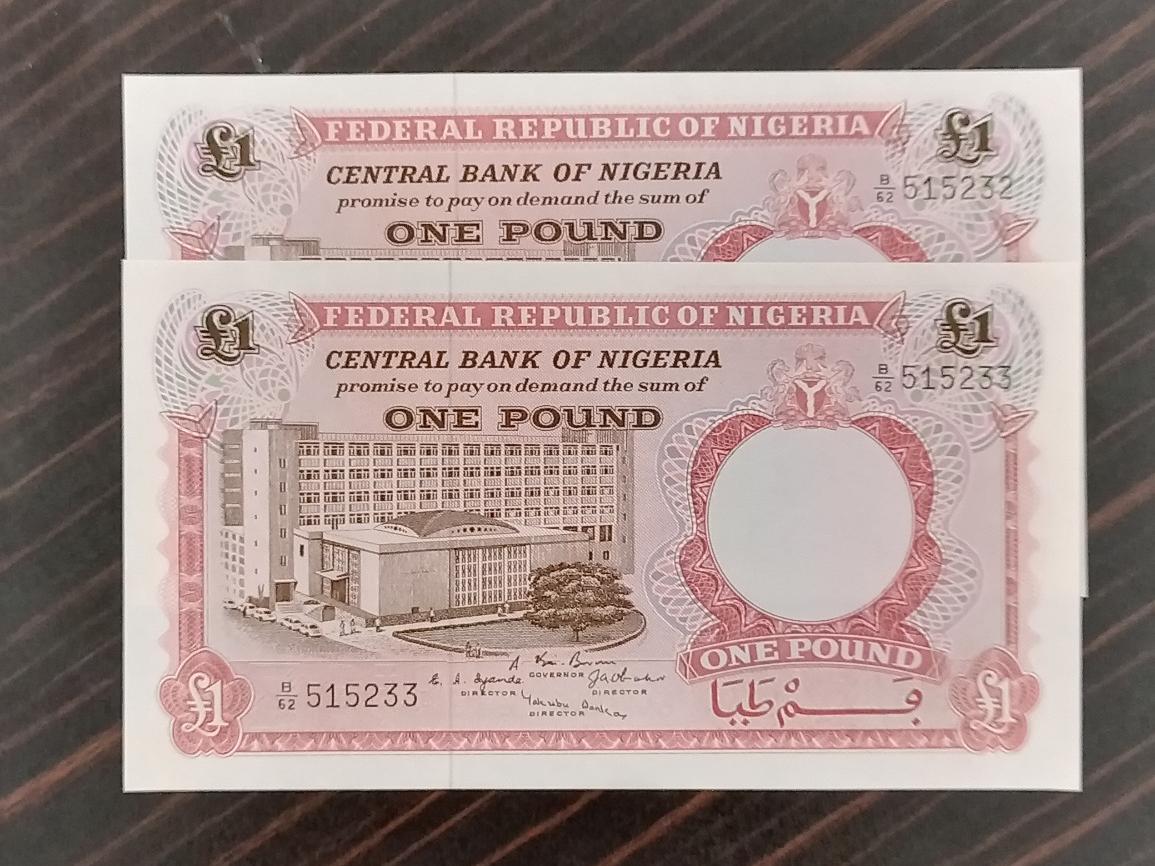 £1
FEDERAL REPUBLIC OF NIGERIA
£1
CENTRAL BANK OF NIGERIA
promise to pay on demand the sum of
B/62 515232
ONE POUND
£1
FEDERAL REPUBLIC OF NIGERIA
£1
CENTRAL BANK OF NIGERIA
promise to pay on demand the sum of
B/62 515233
ONE POUND
ONE POUND
GOVERNOR
DIRECTOR
DIRECTOR
DIRECTOR
£1
B/62 515233
£1